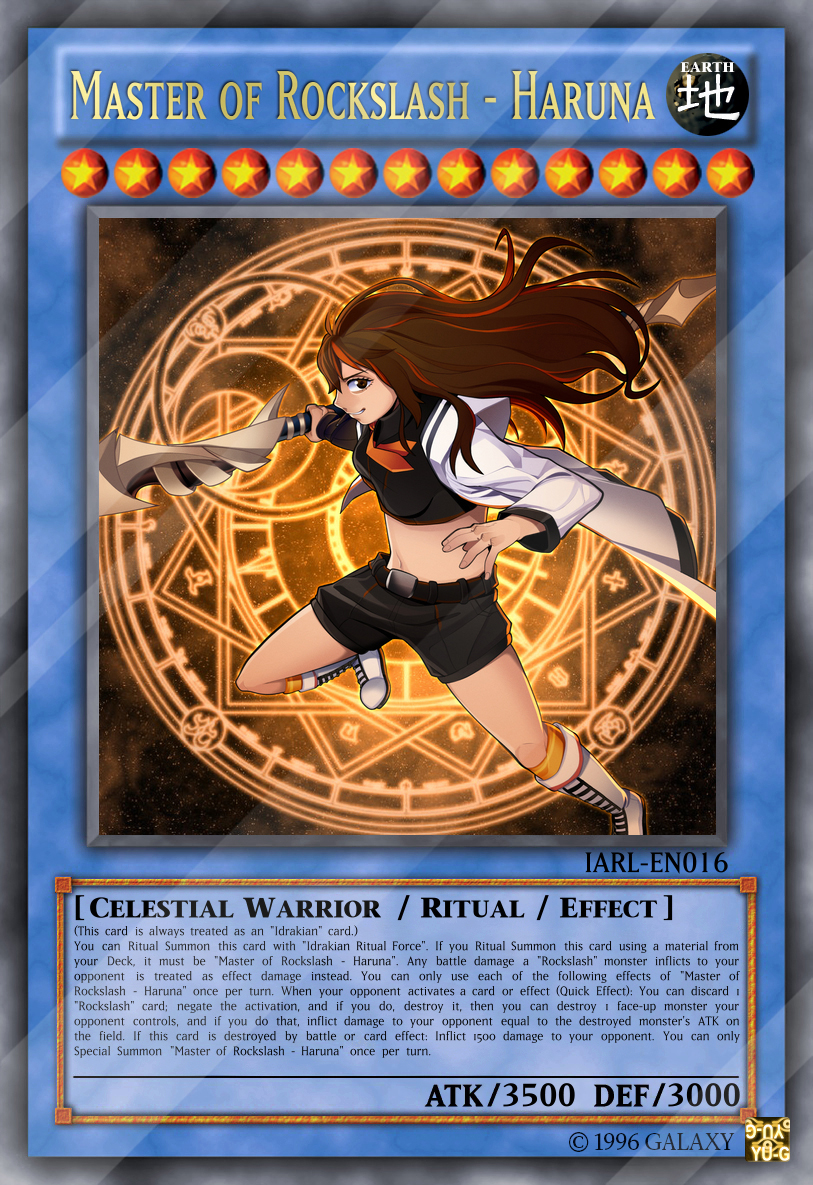 Master of Rockslash - Haruna
EARTH
地
IARL-EN016
[ Celestial Warrior / Ritual / Effect ]
(This card is always treated as an "Idrakian" card.)
You can Ritual Summon this card with "Idrakian Ritual Force". If you Ritual Summon this card using a material from
your Deck, it must be "Master of Rockslash - Haruna". Any battle damage a "Rockslash" monster inflicts to your
opponent is treated as effect damage instead. You can only use each of the following effects of "Master of
Rockslash - Haruna" once per turn. When your opponent activates a card or effect (Quick Effect): You can discard 1
"Rockslash" card; negate the activation, and if you do, destroy it, then you can destroy 1 face-up monster your
opponent controls, and if you do that, inflict damage to your opponent equal to the destroyed monster's ATK on
the field. If this card is destroyed by battle or card effect: Inflict 1500 damage to your opponent. You can only
Special Summon "Master of Rockslash - Haruna" once per turn.
ATK/3500 DEF/3000
© 1996 GALAXY
YU-G